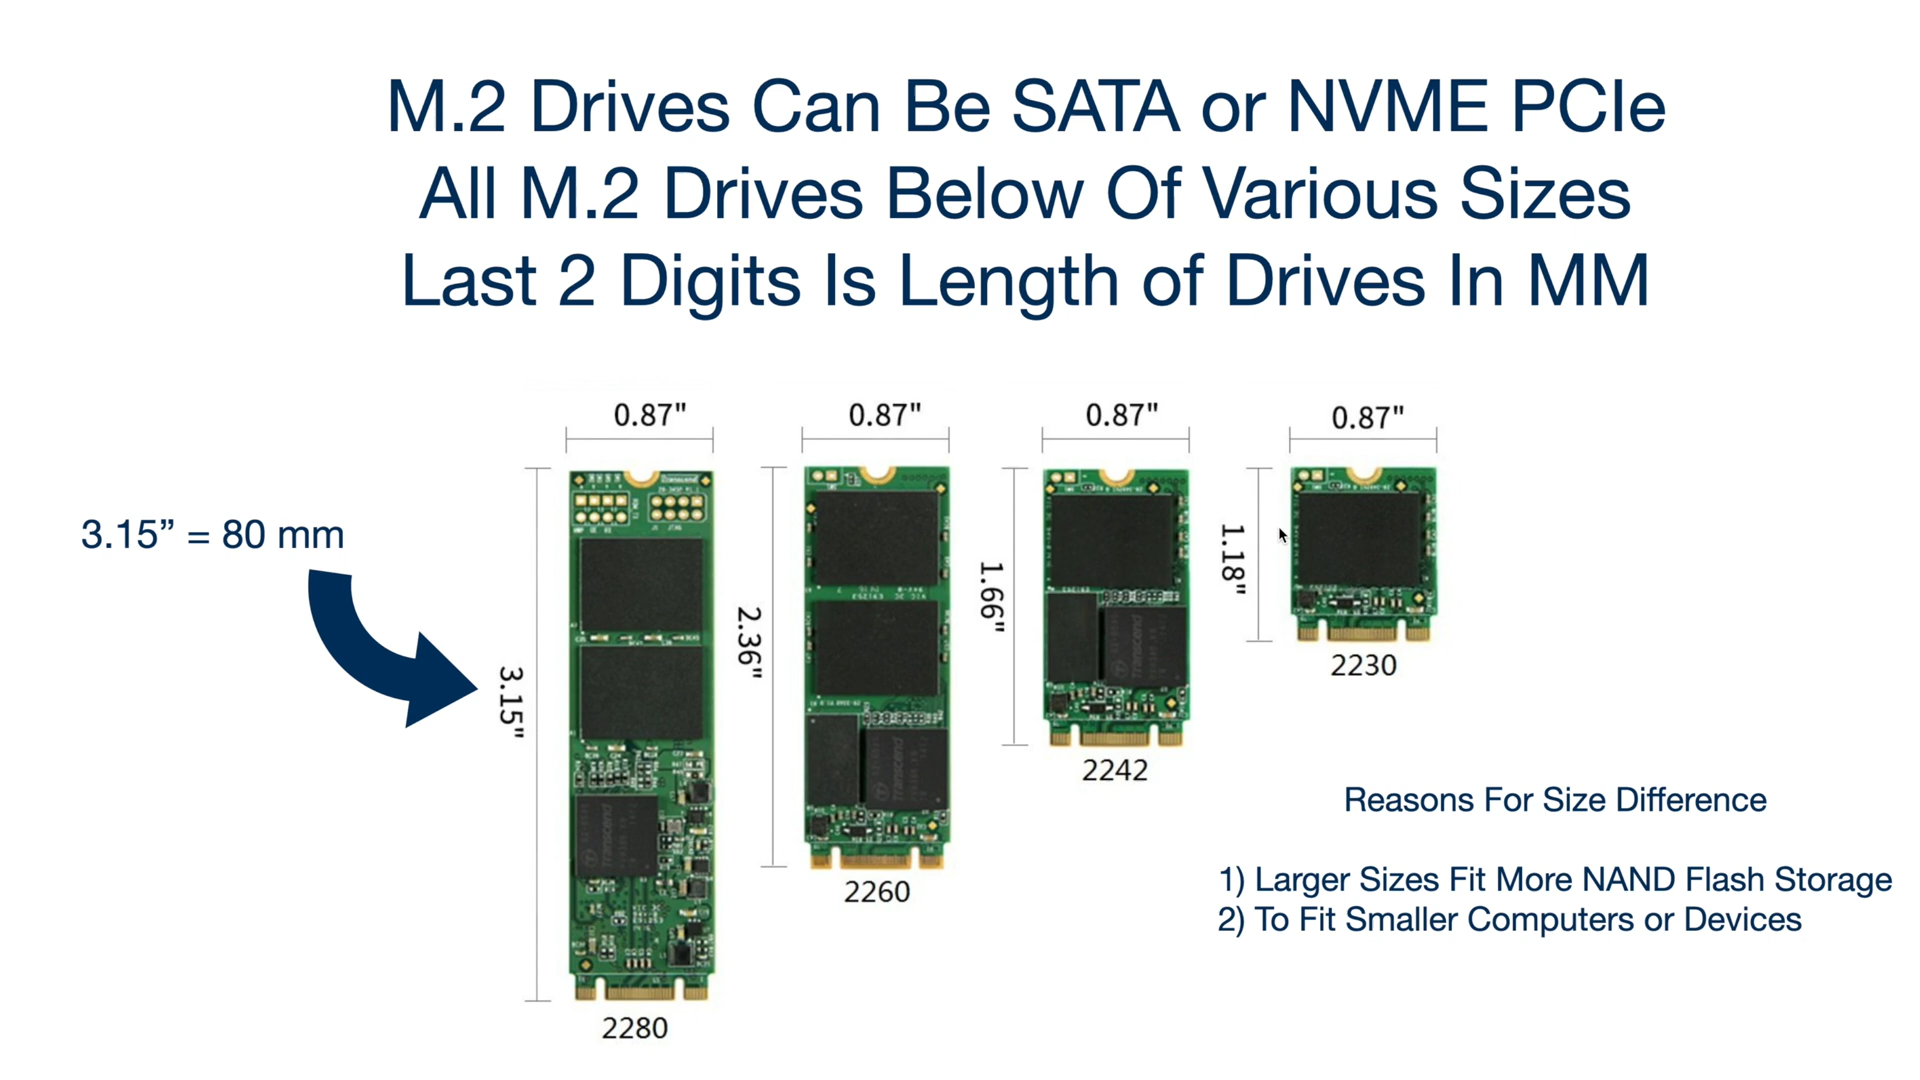 M.2 Drives Can Be SATA or NVME PCIe
All M.2 Drives Below Of Various Sizes
Last 2 Digits Is Length of Drives In MM
0.87"
0.87"
0.87"
0.87"
3.15” = 80 mm
3.15"
2.36"
1.66"
1.18"
Transcend
Transcend
Transcend
2280
2260
2242
2230
Reasons For Size Difference
1) Larger Sizes Fit More NAND Flash Storage
2) To Fit Smaller Computers or Devices